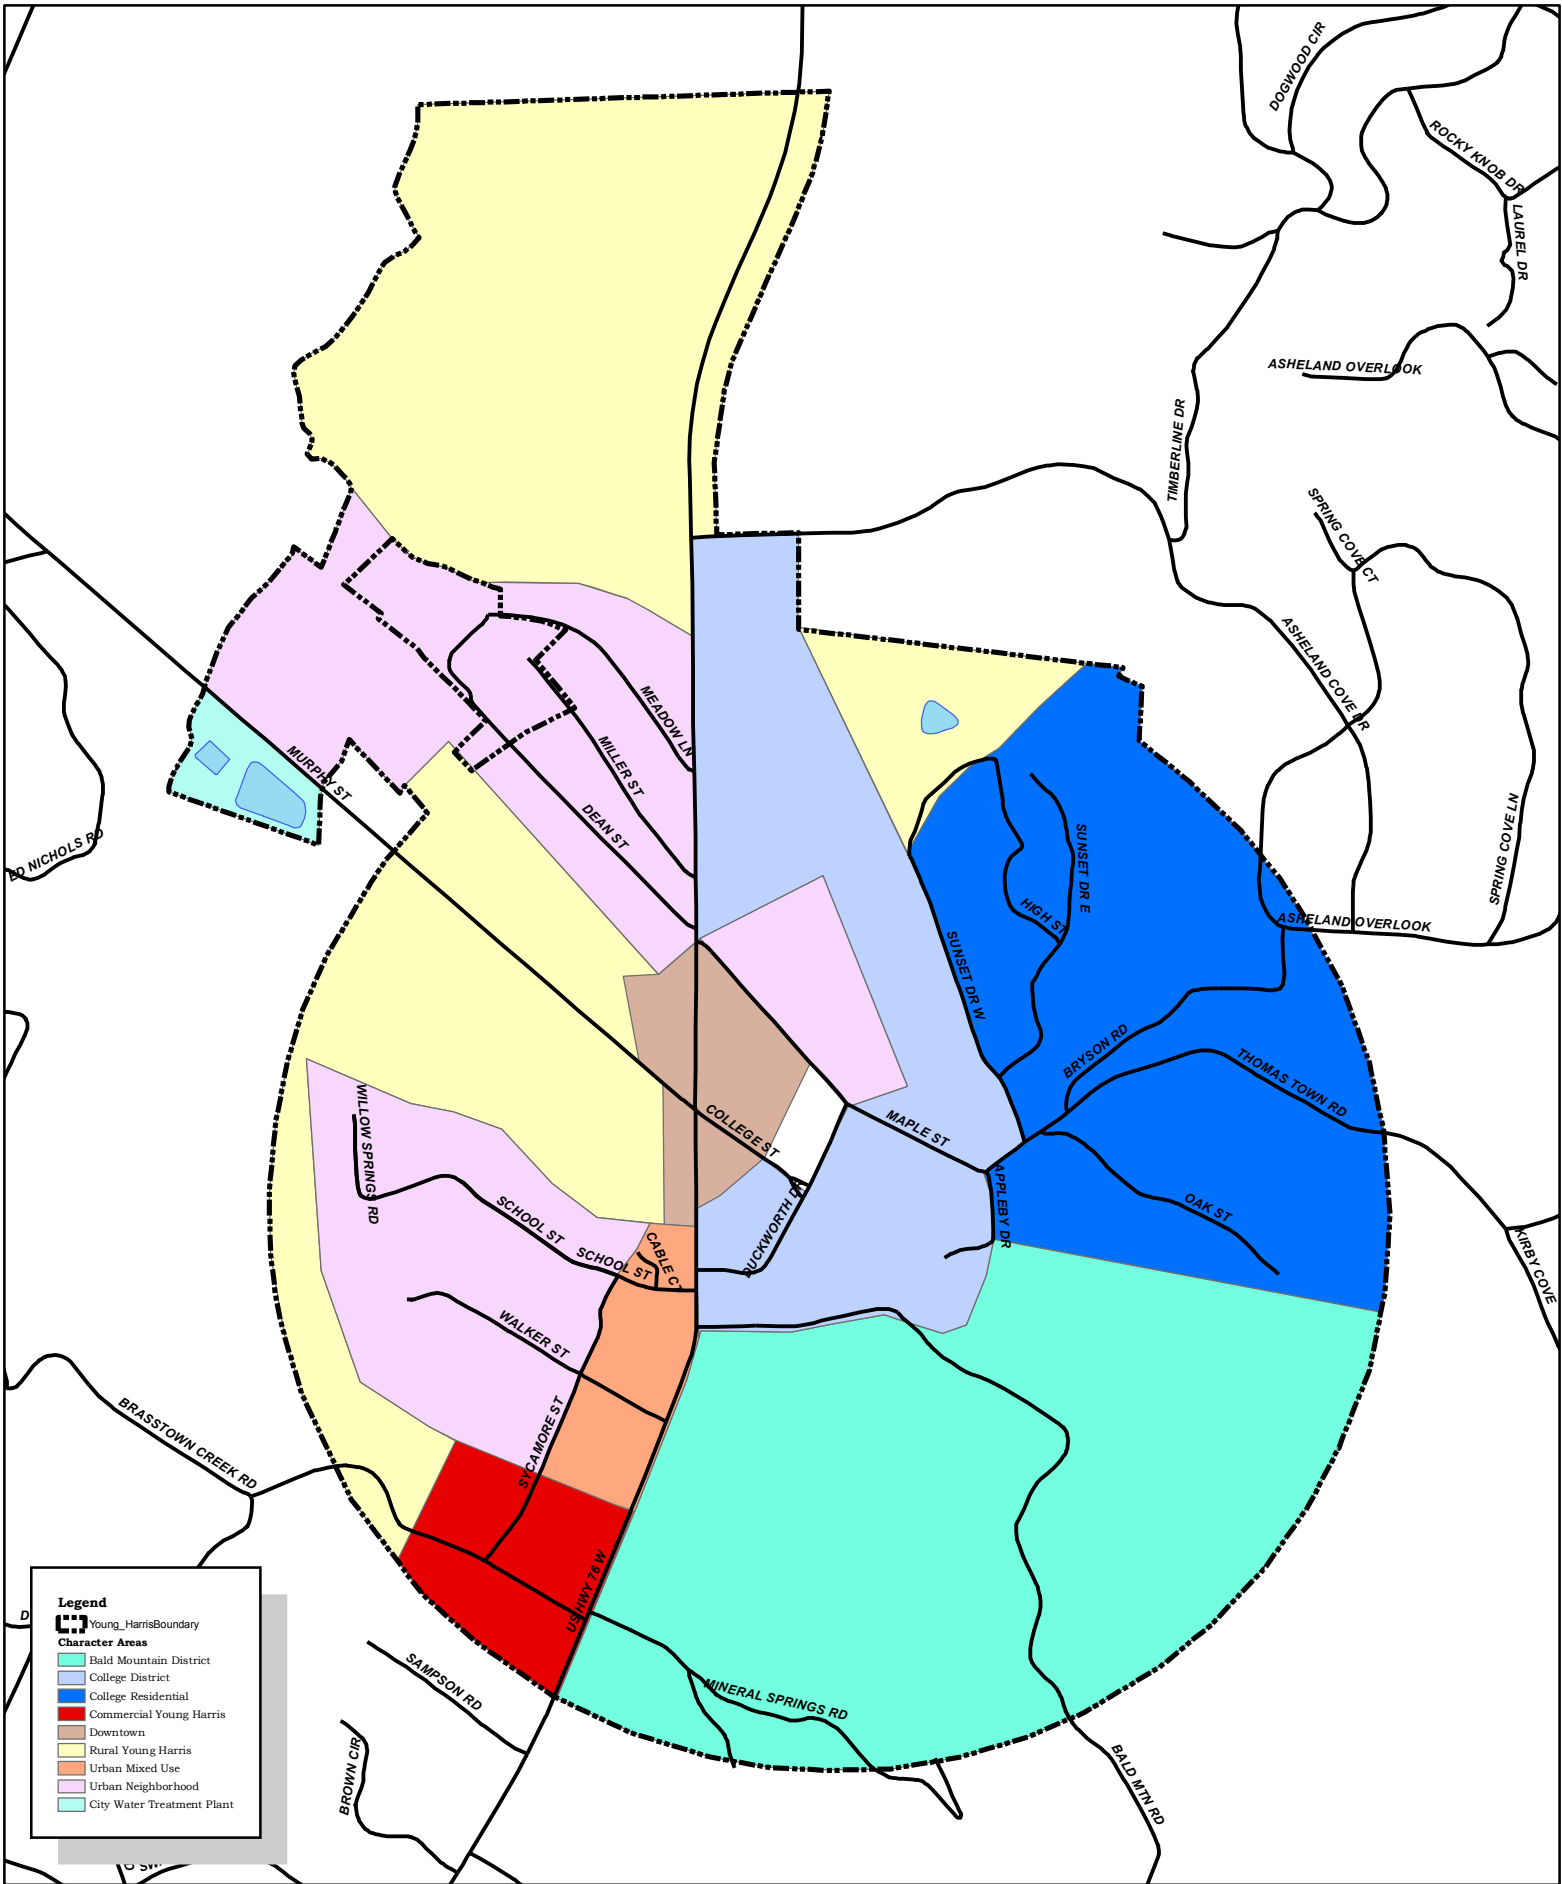 DOGWOOD CIR
ROCKY KNOB DR
LAUREL DR
ASHELAND OVERLOOK
TIMBERLINE DR
SPRING COVE CT
ASHELAND COVE DR
MEADOW LN
MILLER ST
MURPHY ST
DEAN ST
ED NICHOLS RD
SUNSET DR E
SPRING COVE LN
HIGH ST
ASHELAND OVERLOOK
SUNSET DR W
BRYSON RD
THOMAS TOWN RD
WILLOW SPRINGS RD
COLLEGE ST
MAPLE ST
APPLEBY DR
OAK ST
SCHOOL ST
SCHOOL ST
CABLE CT
DUCKWORTH DR
KIRBY COVE
WALKER ST
BRASSTOWN CREEK RD
SYCAMORE ST
US HWY 76 W
SAMPSON RD
MINERAL SPRINGS RD
BROWN CIR
BALD MTN RD
D
Legend
Young_HarrisBoundary
Character Areas
Bald Mountain District
College District
College Residential
Commercial Young Harris
Downtown
Rural Young Harris
Urban Mixed Use
Urban Neighborhood
City Water Treatment Plant